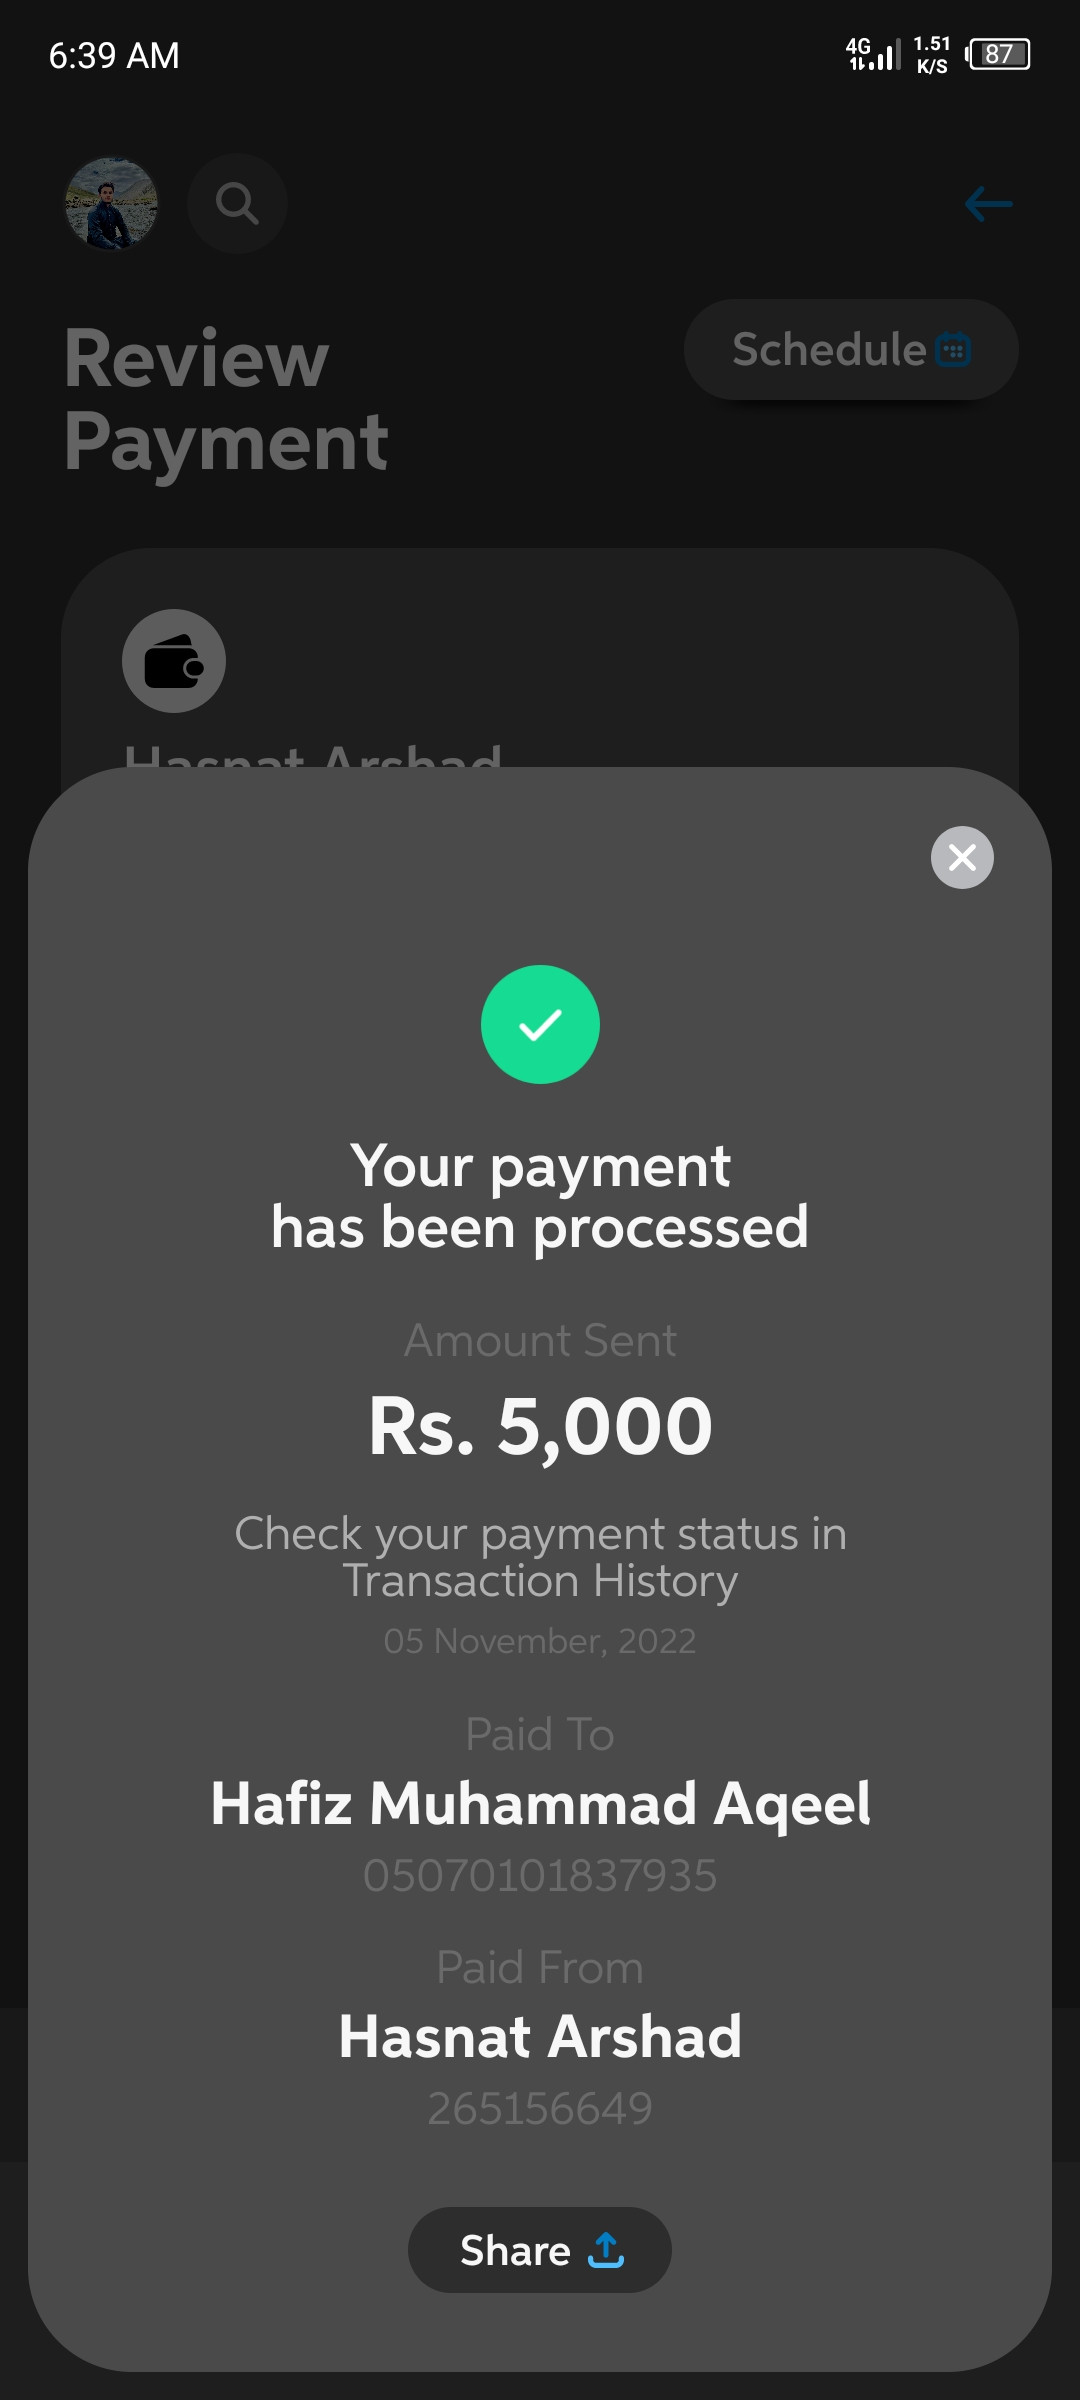 6:39 AM
4G
1.51
K/S
87
Review
Payment
Schedule
Hasnat Arshad
Your payment
has been processed
Amount Sent
Rs. 5,000
Check your payment status in
Transaction History
05 November, 2022
Paid To
Hafiz Muhammad Aqeel
05070101837935
Paid From
Hasnat Arshad
265156649
Share